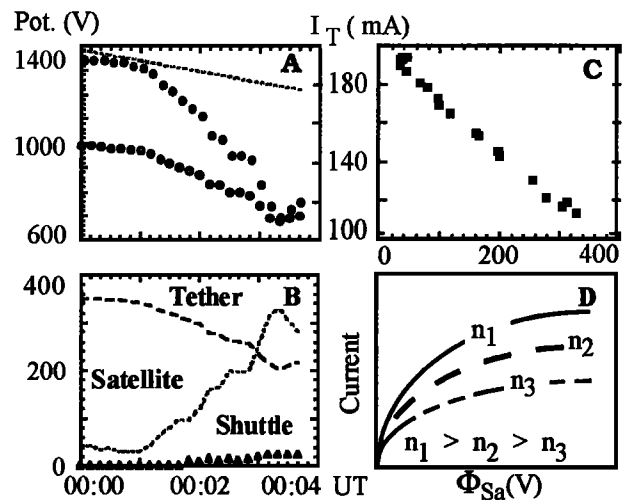 Pot. (V)
I_T ( mA)
1400
1000
600
A
180
140
100
C
0
200
400
400
200
0
B
Tether
Satellite
Shuttle
00:00
00:02
00:04
UT
D
Current
n₁
n₂
n₃
n₁ > n₂ > n₃
Φ_Sa(V)